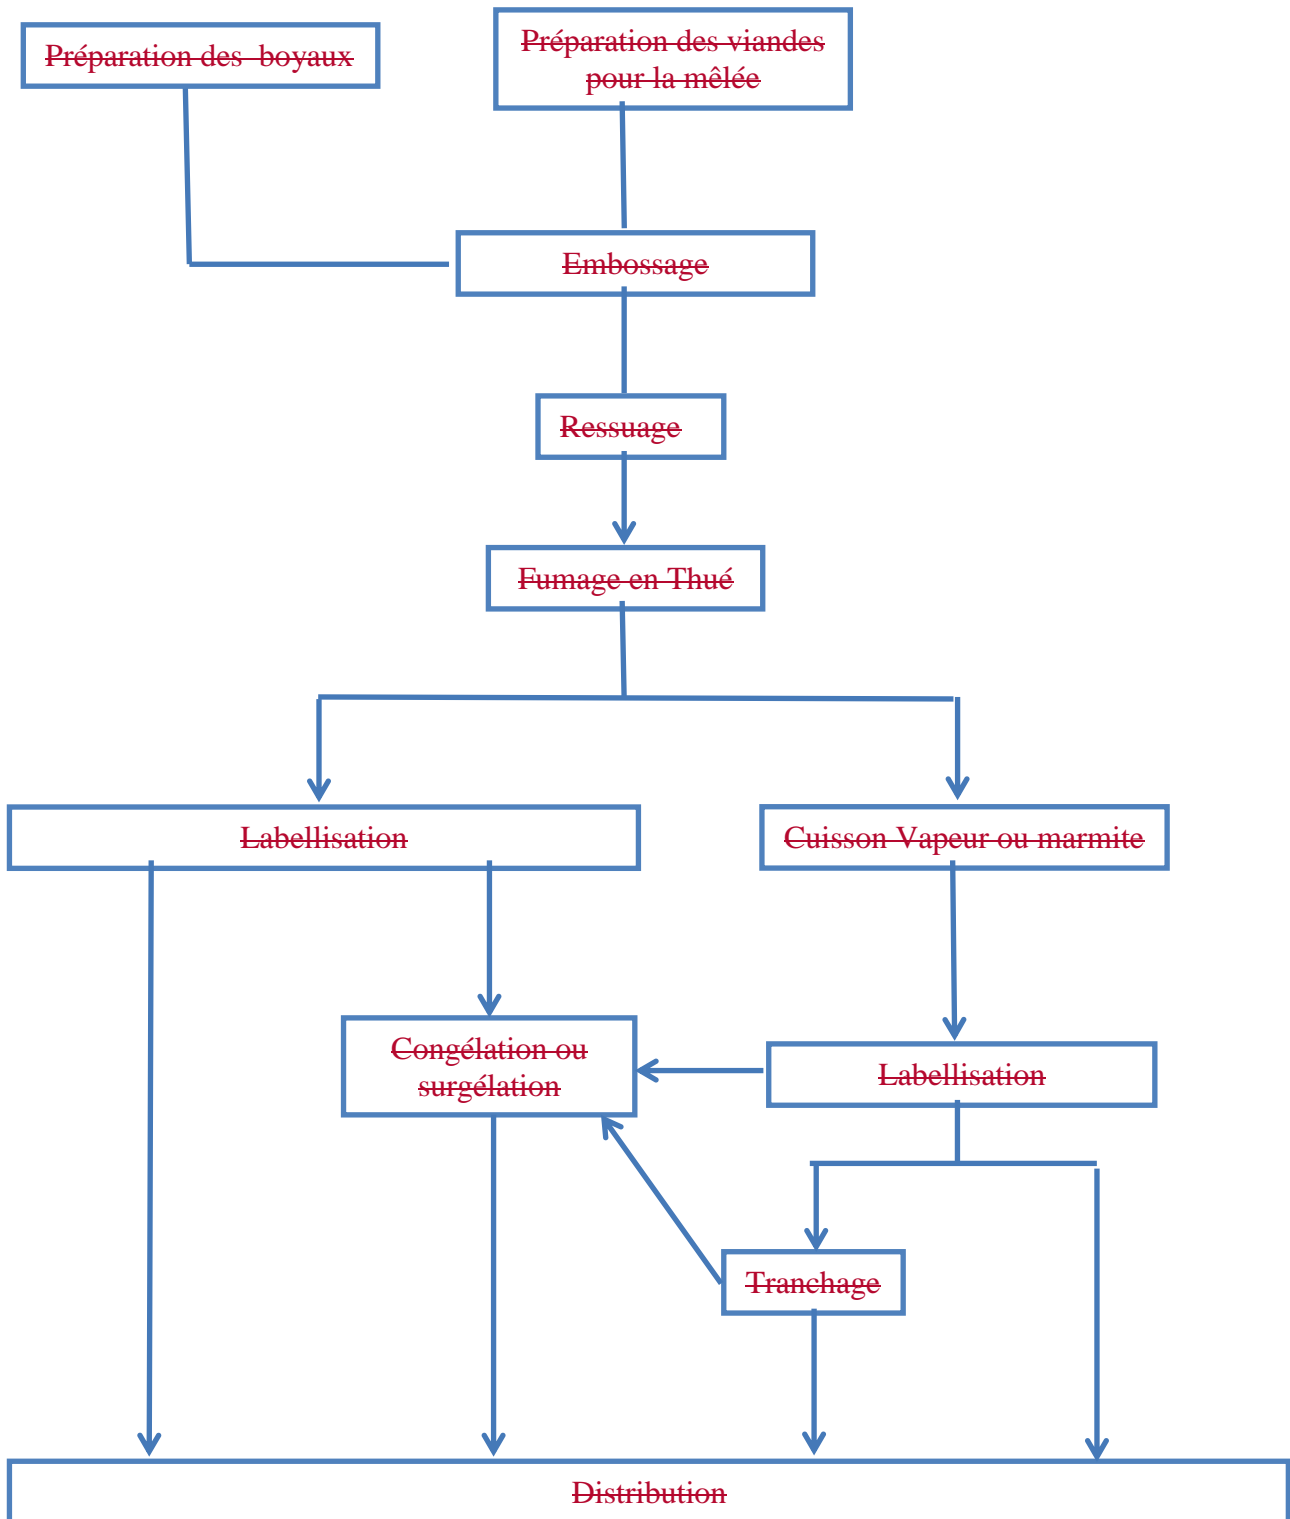 Préparation des  boyaux
Préparation des viandes
pour la mêlée
Embossage
Ressuage
Fumage en Thué
Labellisation
Cuisson Vapeur ou marmite
Congélation ou
surgélation
Labellisation
Tranchage
Distribution